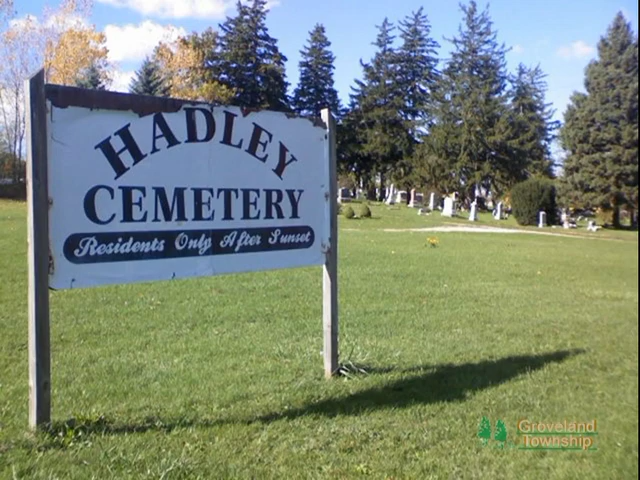 HADLEY
CEMETERY
Residents Only After Sunset
Groveland
Township